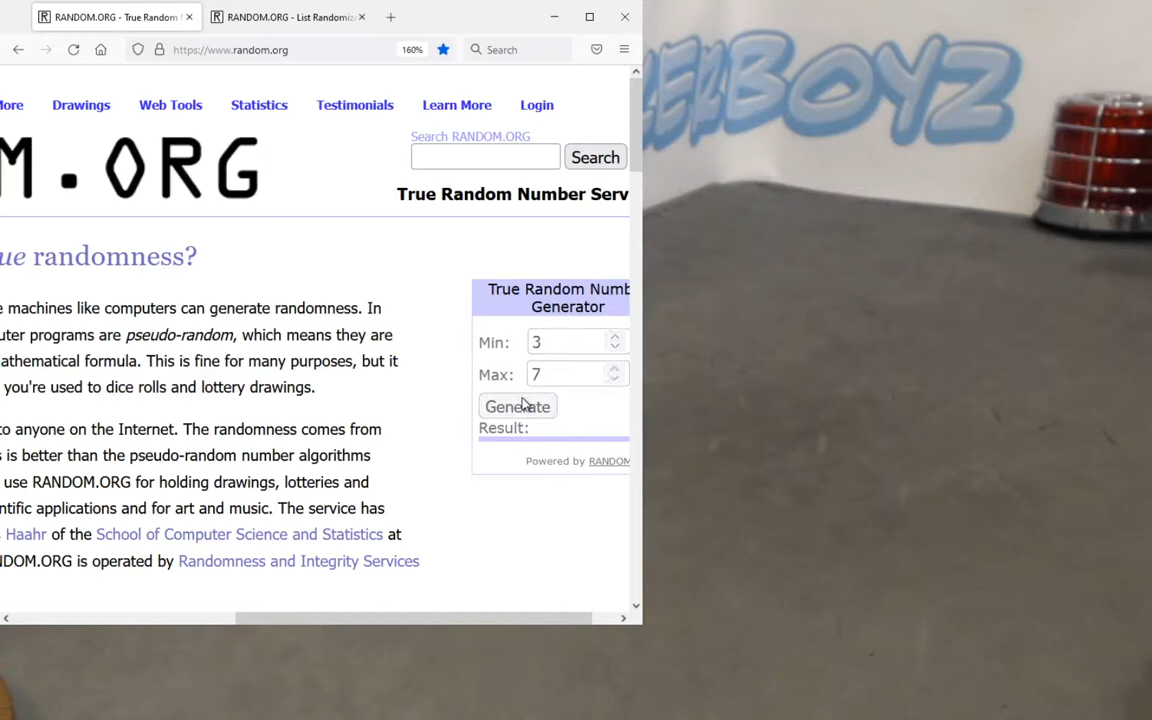 RANDOM.ORG - True Random
RANDOM.ORG - List Randomiz
https://www.random.org
160%
Search
More
Drawings
Web Tools
Statistics
Testimonials
Learn More
Login
M.ORG
Search RANDOM.ORG
Search
True Random Number Serv
ue randomness?
e machines like computers can generate randomness. In
uter programs are pseudo-random, which means they are
athematical formula. This is fine for many purposes, but it
you're used to dice rolls and lottery drawings.
to anyone on the Internet. The randomness comes from
s is better than the pseudo-random number algorithms
use RANDOM.ORG for holding drawings, lotteries and
ntific applications and for art and music. The service has
s Haahr of the School of Computer Science and Statistics at
NDOM.ORG is operated by Randomness and Integrity Services
True Random Numb
Generator
Min: 3
Max: 7
Generate
Result:
Powered by RANDOM
BOYZ